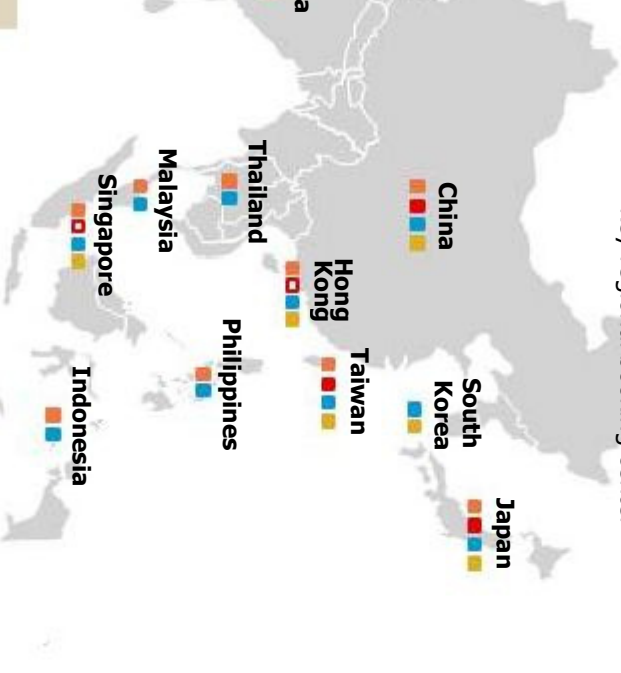 Japan
South
Korea
China
Taiwan
Hong
Kong
Thailand
Philippines
Malaysia
Singapore
Indonesia